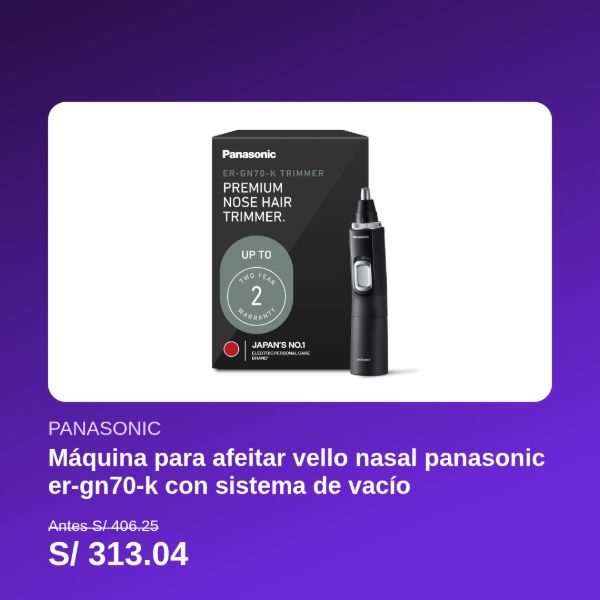 Panasonic
ER-GN70-K TRIMMER
PREMIUM
NOSE HAIR
TRIMMER.
UP TO
TWO YEAR
2
WARRANTY
JAPAN'S NO.1
ELECTRIC PERSONAL CARE
BRAND*
Panasonic
PANASONIC
Máquina para afeitar vello nasal panasonic
er-gn70-k con sistema de vacío
Antes S/ 406.25
S/ 313.04